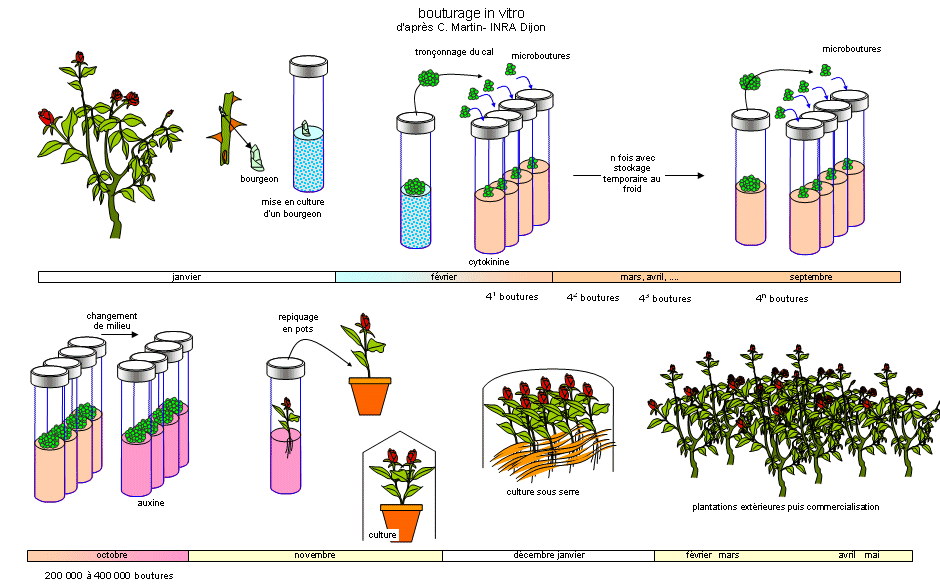 bouturage in vitro
d'après C. Martin- INRA Dijon
tronçonnage du cal
microboutures
microboutures
bourgeon
mise en culture
d'un bourgeon
n fois avec
stockage
temporaire au
froid
cytokinine
janvier
février
mars, avril, ....
septembre
4¹ boutures
4² boutures
4³ boutures
4ⁿ boutures
changement
de milieu
repiquage
en pots
auxine
culture
culture sous serre
plantations extèrieures puis commercialisation
octobre
novembre
dècembre janvier
février mars
avril mai
200 000 à 400 000 boutures